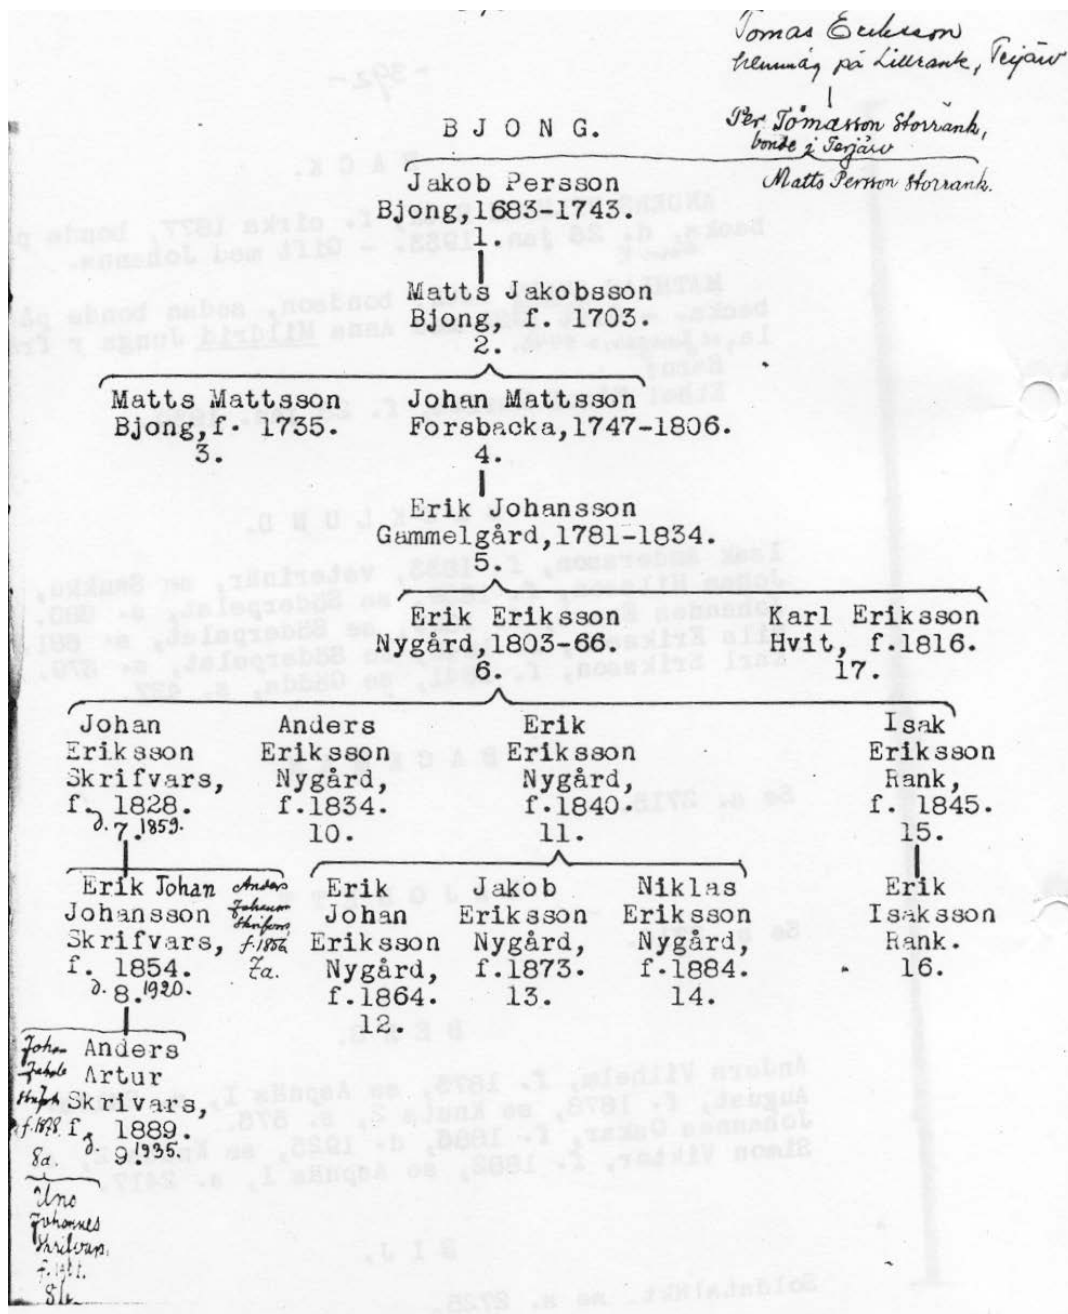 Tomas Eriksson
hemmåg på Lillrank, Terjärv
Per Tomasson Storrank,
bonde i Terjärv
Matts Persson Storrank.
B J O N G.
Jakob Persson
Bjong,1683-1743.
1.
Matts Jakobsson
Bjong, f. 1703.
2.
Matts Mattsson
Bjong,f. 1735.
3.
Johan Mattsson
Forsbacka,1747-1806.
4.
Erik Johansson
Gammelgård,1781-1834.
5.
Erik Eriksson
Nygård,1803-66.
6.
Karl Eriksson
Hvit, f.1816.
17.
Johan
Eriksson
Skrifvars,
f. 1828.
d. 1859.
7.
Anders
Eriksson
Nygård,
f.1834.
10.
Erik
Eriksson
Nygård,
f.1840.
11.
Isak
Eriksson
Rank,
f.1845.
15.
Erik Johan
Johansson
Skrifvars,
f. 1854.
d. 1920.
8.
Anders
Johansson
Skrifvars,
f. 1856
7a.
Erik
Johan
Eriksson
Nygård,
f.1864.
12.
Jakob
Eriksson
Nygård,
f.1873.
13.
Niklas
Eriksson
Nygård,
f.1884.
14.
Erik
Isaksson
Rank.
16.
Johan
Jakob
f. 1878.
8a.
Anders
Artur
Skrivars,
f. 1889.
d. 1935.
9.
Uno
Johannes
Skrifvars.
8b.